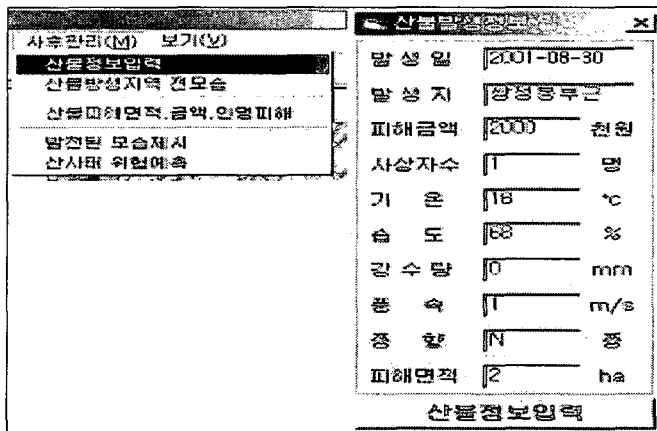 사후관리(M) 보기(V)
산불정보입력
산불발생지역 전모습
산불피해면적,금액,인명피해
발전된 모습제시
산사태 위험예측
산불발생정보
발 생 일 2001-08-30
발 생 지 쌍정봉부근
피해금액 2000 천원
사상자수 1 명
기 온 18 °C
습 도 68 %
강 수 량 0 mm
풍 속 1 m/s
풍 향 N 풍
피해면적 2 ha
산불정보입력